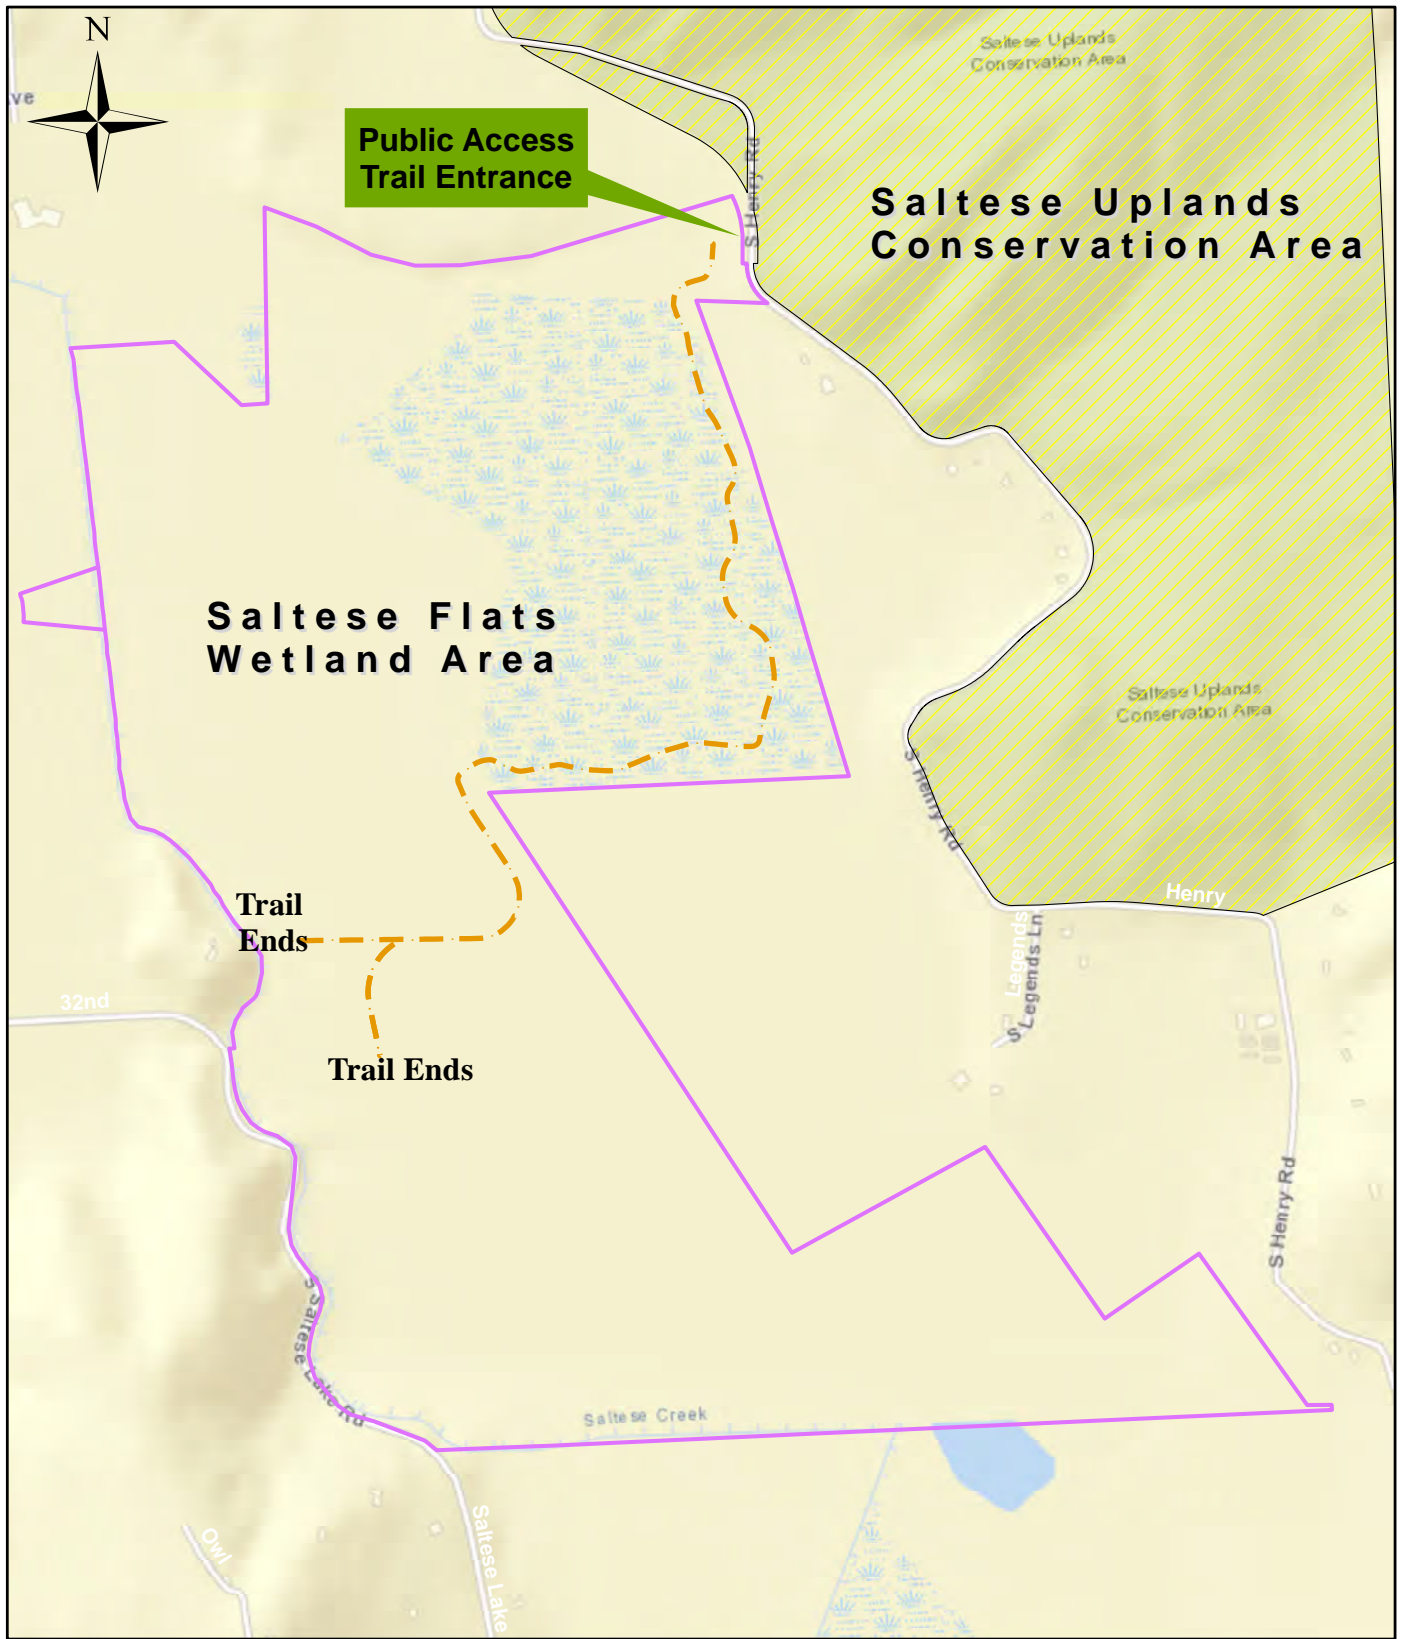 N
Saltese Uplands
Conservation Area
ve
Public Access
Trail Entrance
S Henry Rd
Saltese Uplands
Conservation Area
Saltese Flats
Wetland Area
Saltese Uplands
Conservation Area
S Henry Rd
Henry
Trail
Ends
Legends
S Legends Ln
32nd
Trail Ends
S Henry Rd
S Saltese Lake Rd
Saltese Creek
Saltese Lake
Owl